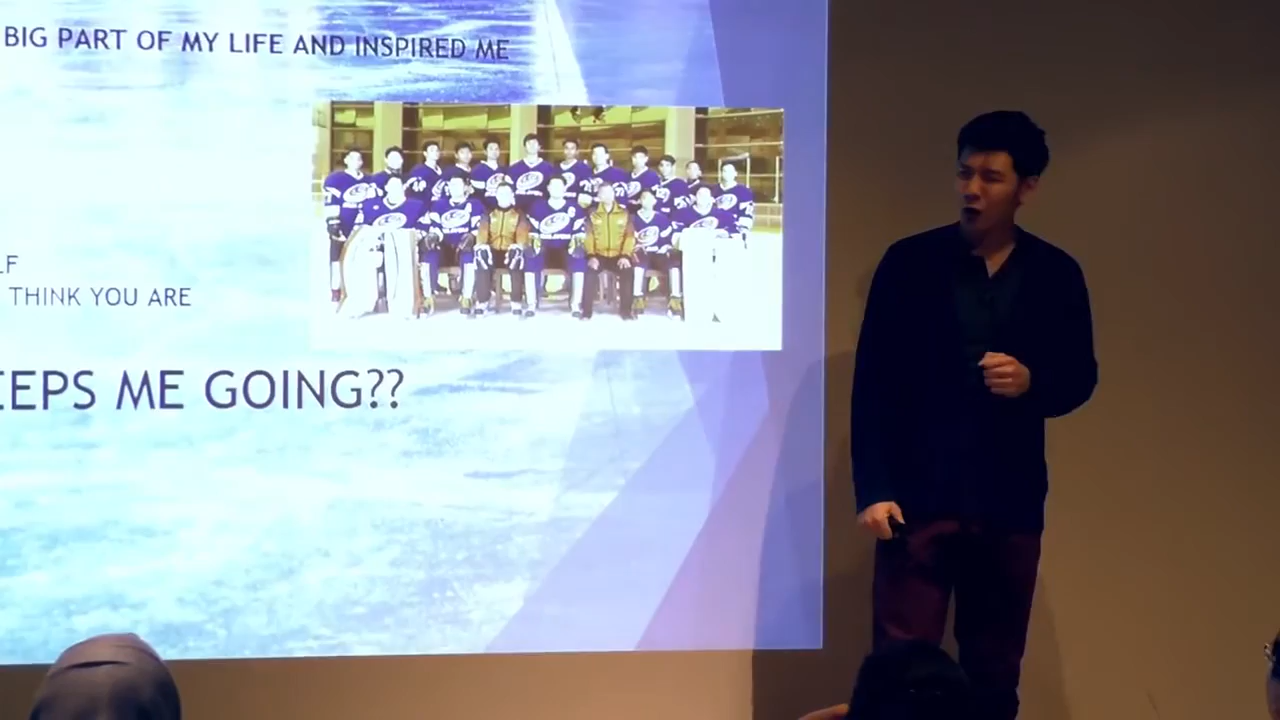 BIG PART OF MY LIFE AND INSPIRED ME
LF
THINK YOU ARE
EEPS ME GOING??